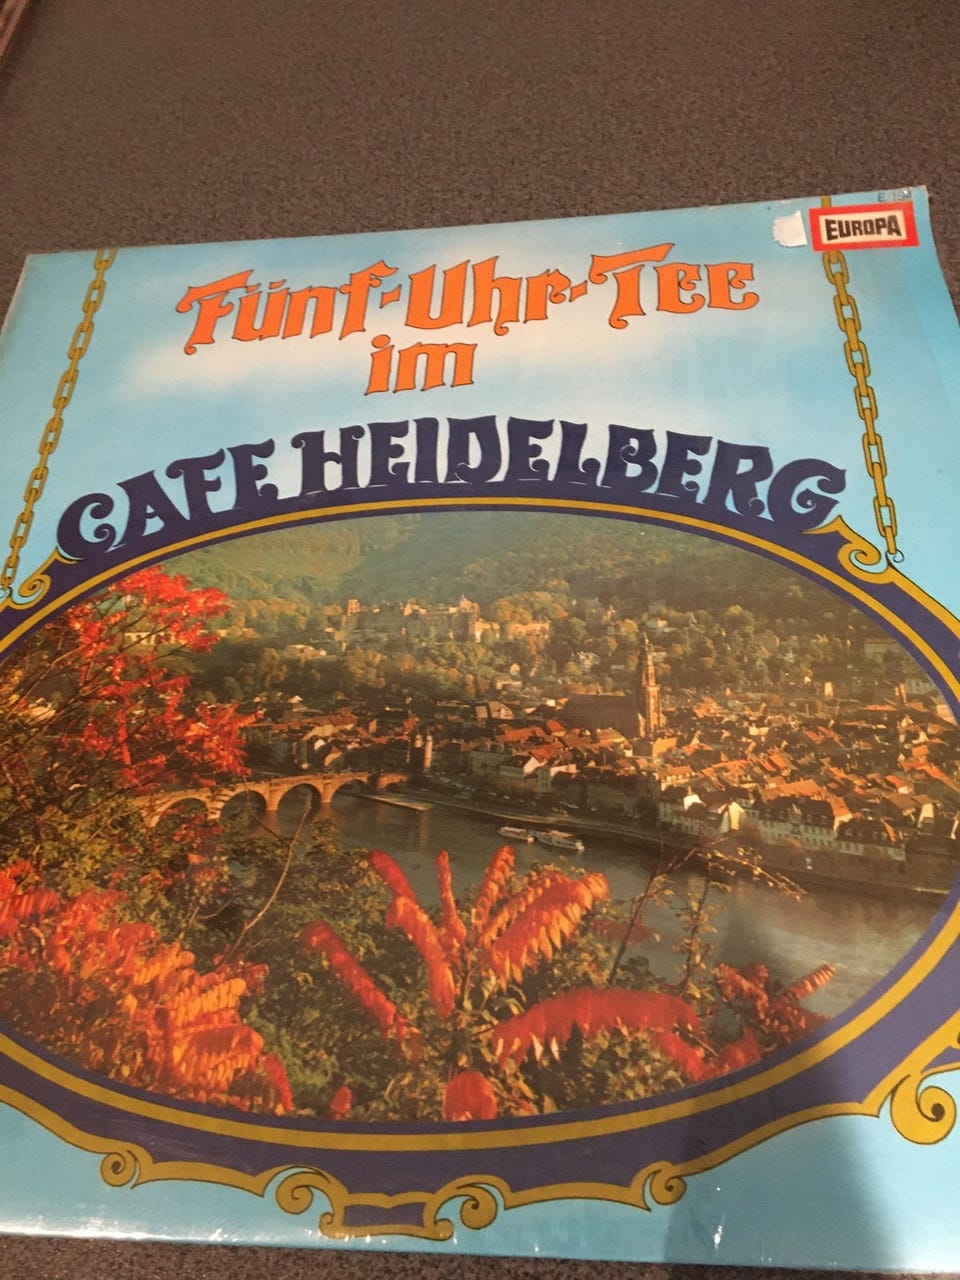 EUROPA
Fünf-Uhr-Tee
im
CAFE HEIDELBERG